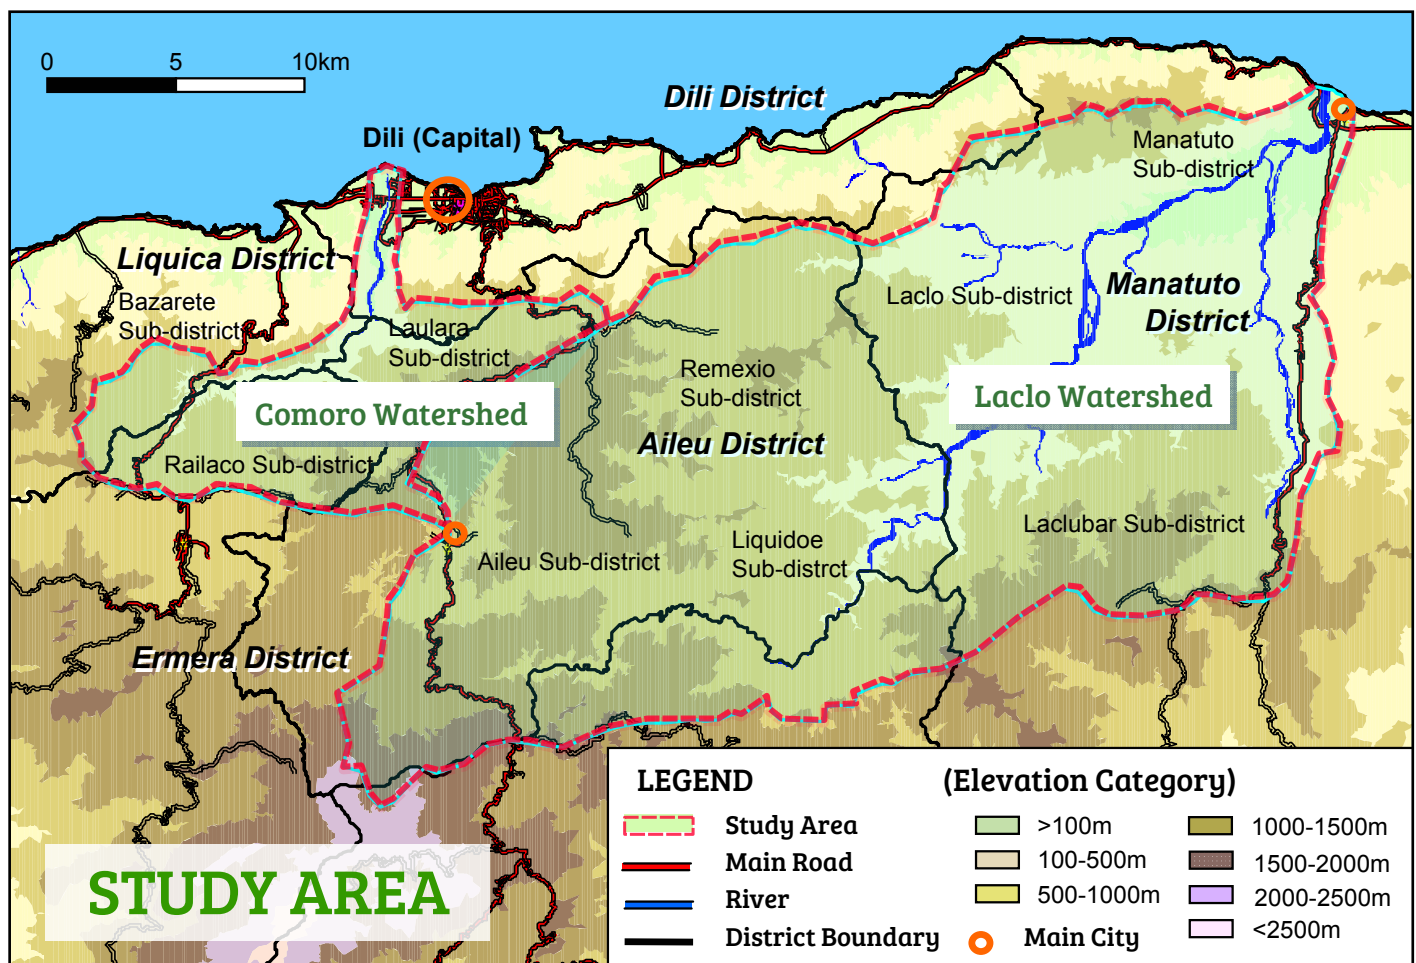 0 5 10km
Dili District
Dili (Capital)
Manatuto
Sub-district
Liquica District
Bazarete
Sub-district
Laclo Sub-district
Manatuto
District
Laulara
Sub-district
Remexio
Sub-district
Comoro Watershed
Laclo Watershed
Aileu District
Railaco Sub-district
Laclubar Sub-district
Liquidoe
Sub-distrct
Aileu Sub-district
Ermera District
STUDY AREA
LEGEND
Study Area
Main Road
River
District Boundary
(Elevation Category)
>100m
100-500m
500-1000m
Main City
1000-1500m
1500-2000m
2000-2500m
<2500m